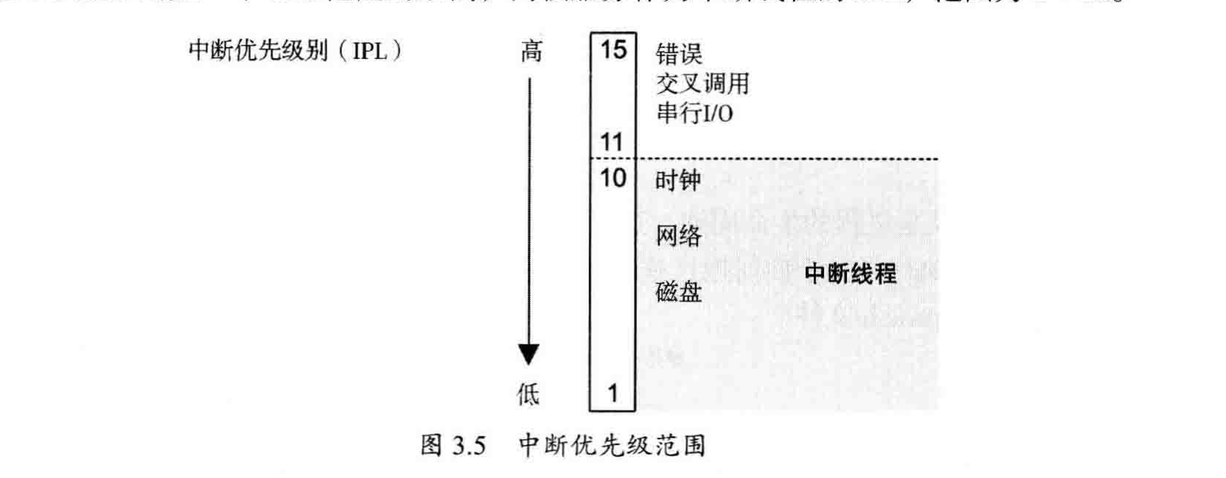 中断优先级别（IPL）
高
15
错误
交叉调用
串行I/O
11
10
时钟
网络
中断线程
磁盘
低
1
图 3.5 中断优先级范围